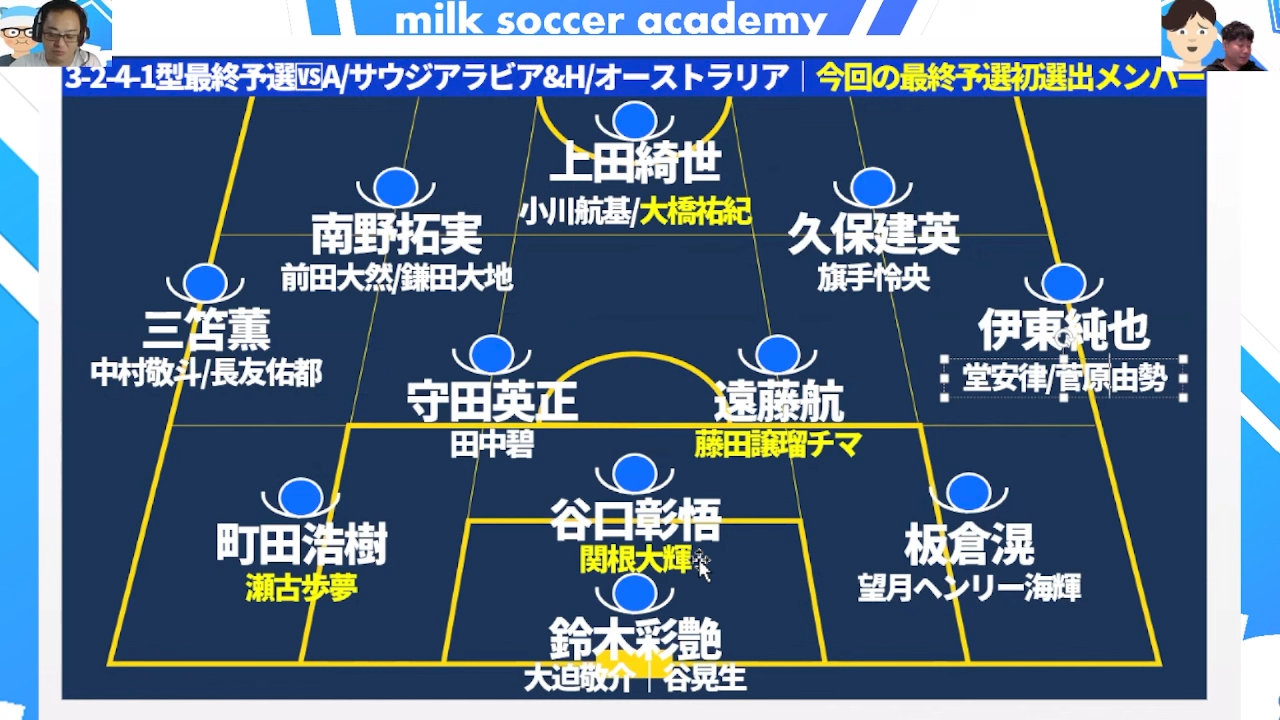 milk soccer academy
3-2-4-1型最終予選🆚A/サウジアラビア&H/オーストラリア｜今回の最終予選初選出メンバー
上田綺世
小川航基/大橋祐紀
南野拓実
前田大然/鎌田大地
久保建英
旗手怜央
三笘薫
中村敬斗/長友佑都
伊東純也
堂安律/菅原由勢
守田英正
田中碧
遠藤航
藤田譲瑠チマ
谷口彰悟
関根大輝
町田浩樹
瀬古歩夢
板倉滉
望月ヘンリー海輝
鈴木彩艶
大迫敬介｜谷晃生